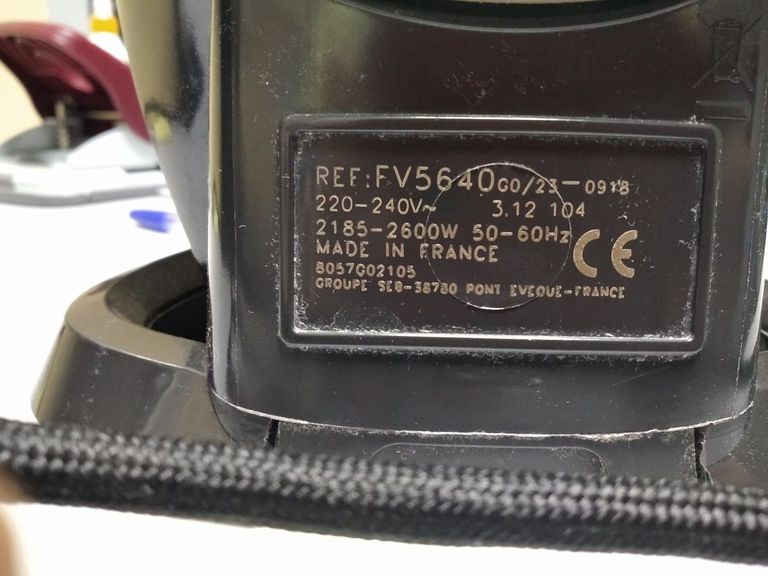 REF:FV5640G0/23-0918
220-240V~ 3.12 104
2185-2600W 50-60Hz
MADE IN FRANCE
CE
8057G02105
GROUPE SEB-38780 PONT EVEQUE-FRANCE